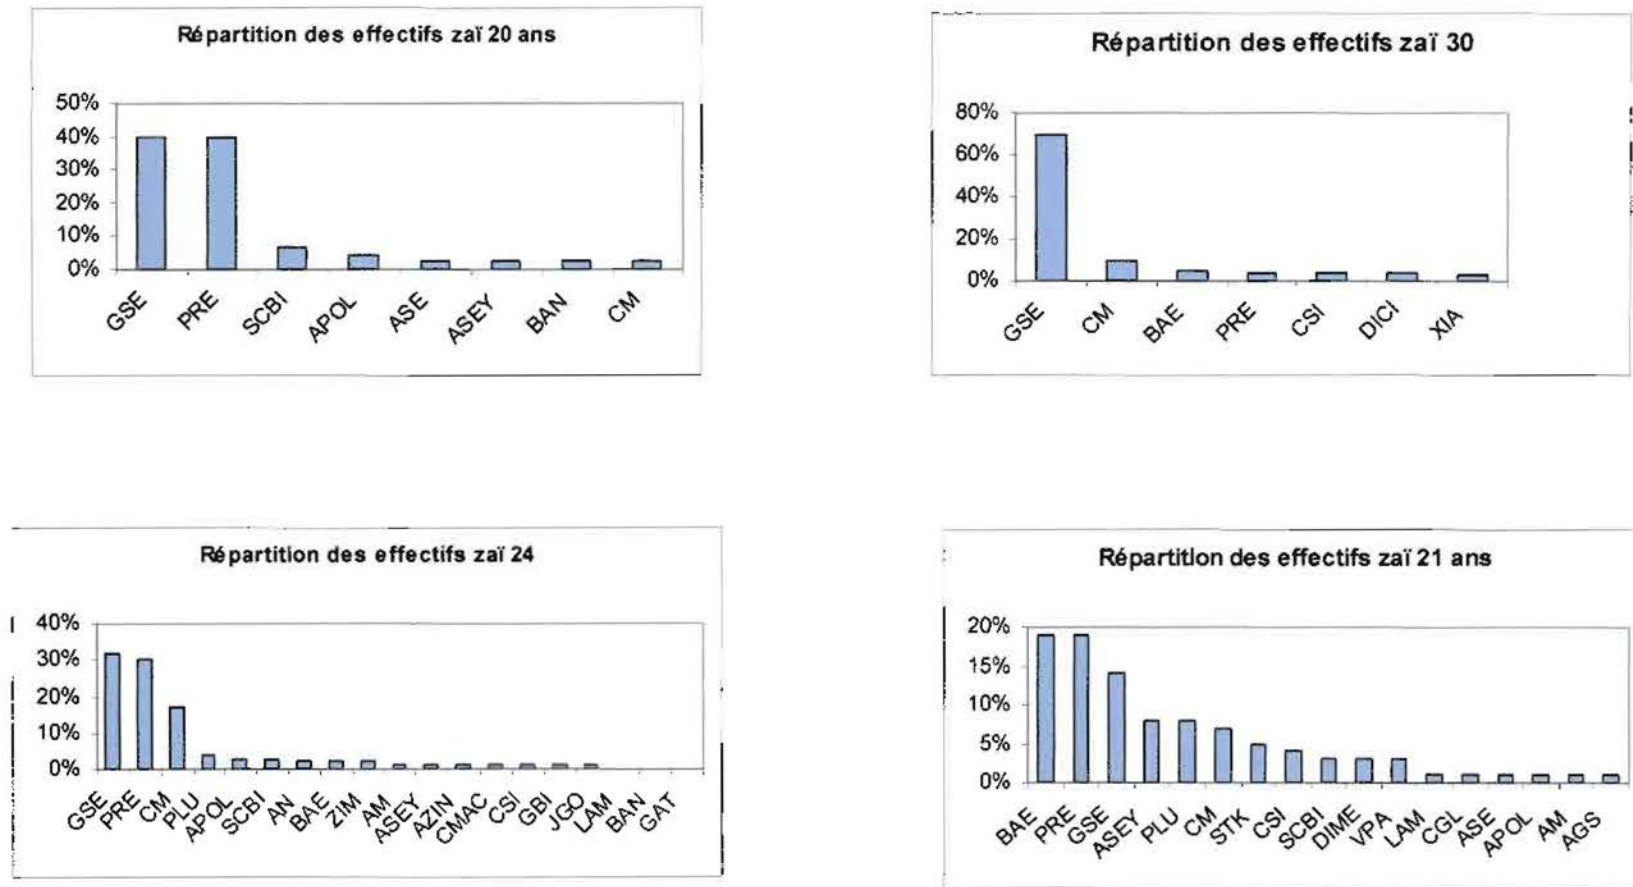 Répartition des effectifs zaï 20 ans
50%
40%
30%
20%
10%
0%
GSE
PRE
SCBI
APOL
ASE
ASEY
BAN
CM
Répartition des effectifs zaï 30
80%
60%
40%
20%
0%
GSE
CM
BAE
PRE
CSI
DICI
XIA
Répartition des effectifs zaï 24
40%
30%
20%
10%
0%
GSE
PRE
CM
PLU
APOL
SCBI
AN
BAE
ZIM
AM
ASEY
AZIN
CMAC
CSI
GBI
JGO
LAM
BAN
GAT
Répartition des effectifs zaï 21 ans
20%
15%
10%
5%
0%
BAE
PRE
GSE
ASEY
PLU
CM
STK
CSI
SCBI
DIME
VPA
LAM
CGL
ASE
APOL
AM
AGS